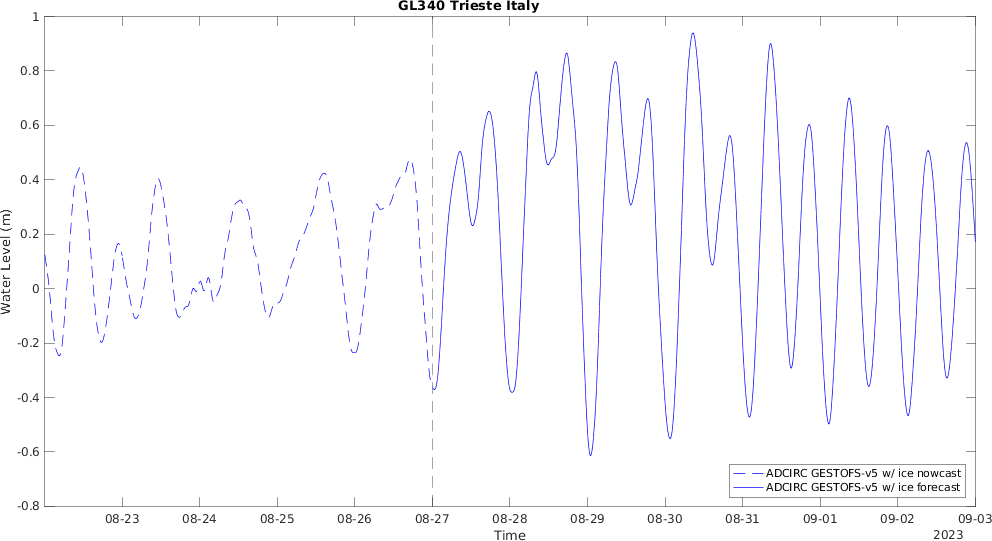 GL340 Trieste Italy
Water Level (m)
1
0.8
0.6
0.4
0.2
0
-0.2
-0.4
-0.6
-0.8
ADCIRC GESTOFS-v5 w/ ice nowcast
ADCIRC GESTOFS-v5 w/ ice forecast
08-23 08-24 08-25 08-26 08-27 08-28 08-29 08-30 08-31 09-01 09-02 09-03
2023
Time